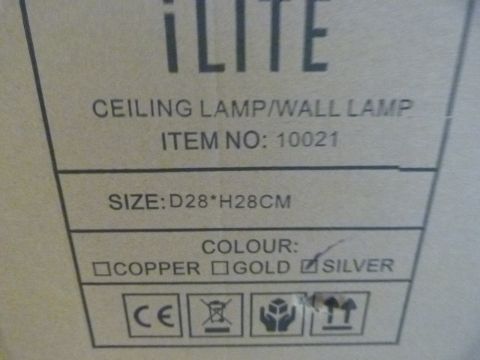 iLITE
CEILING LAMP/WALL LAMP
ITEM NO: 10021
SIZE: D28*H28CM
COLOUR:
☐COPPER ☐GOLD ☑SILVER
CE